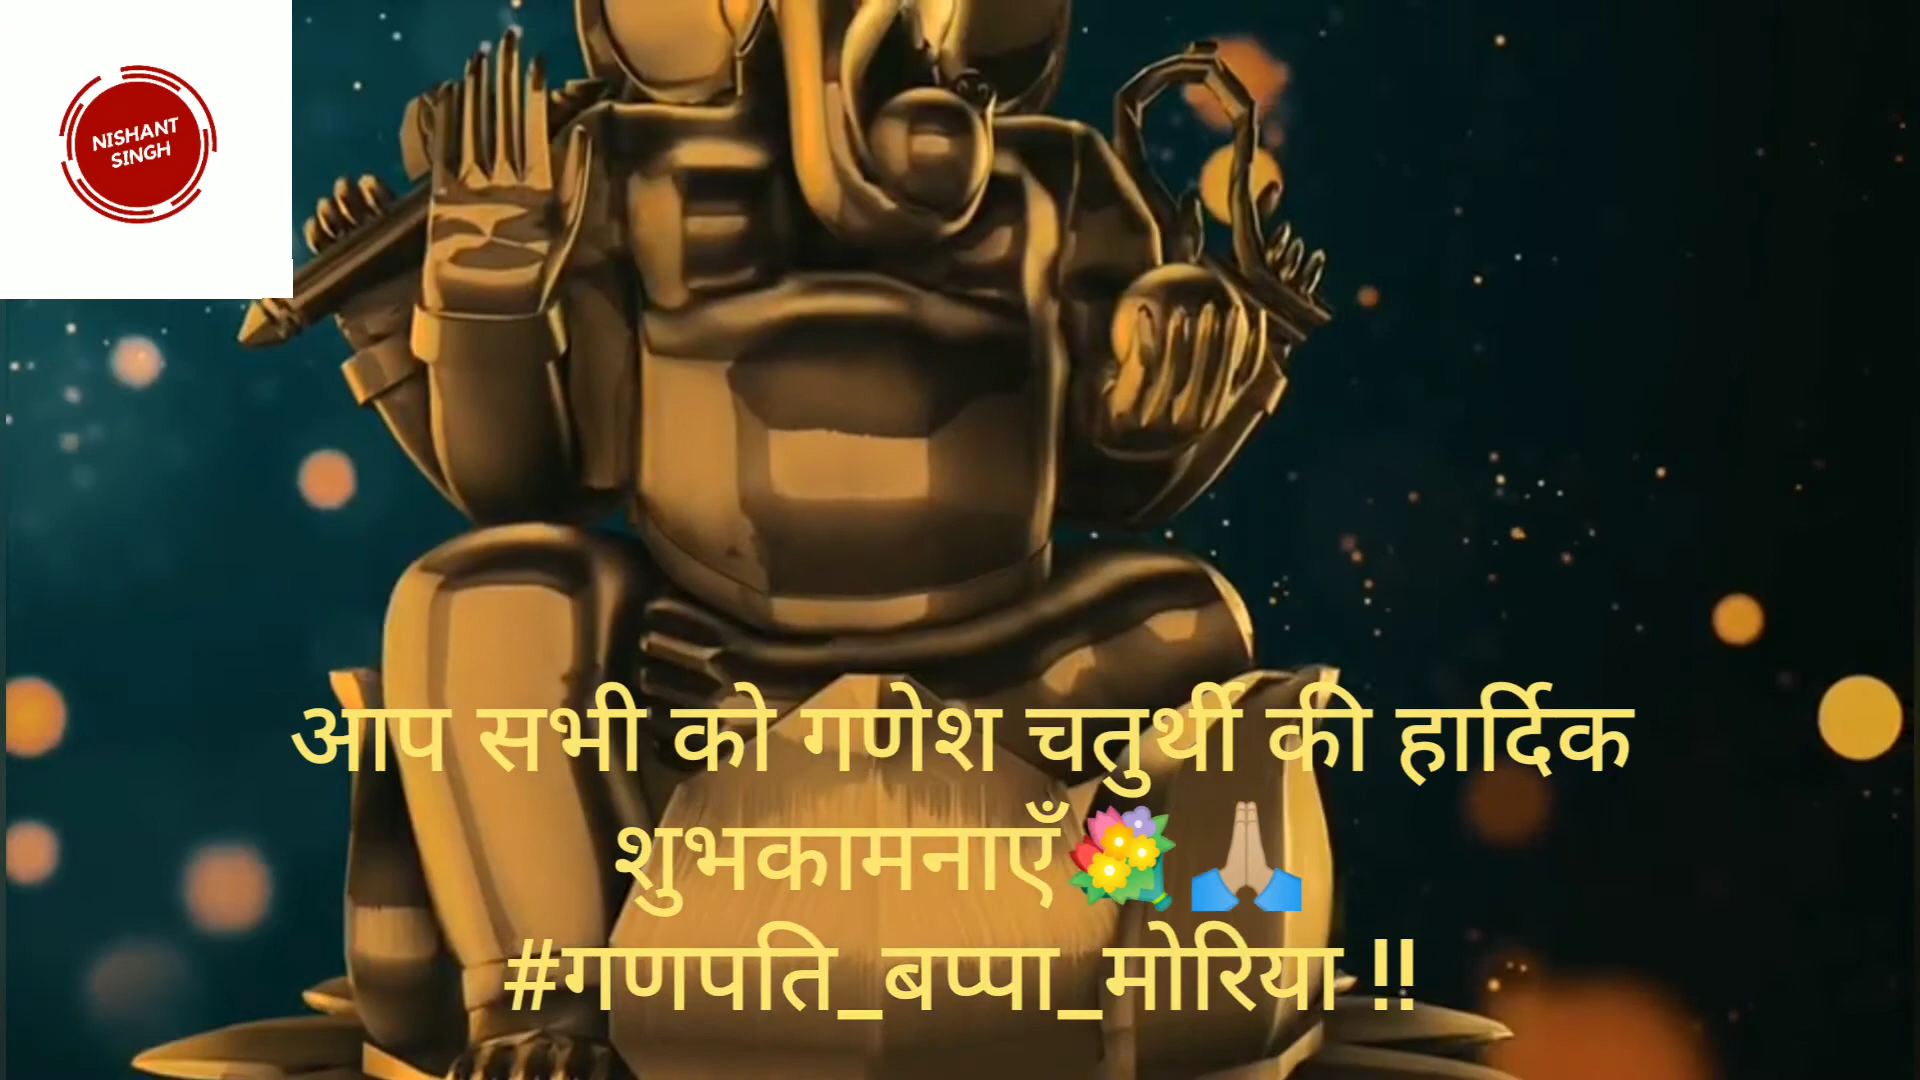 NISHANT
SINGH
आप सभी को गणेश चतुर्थी की हार्दिक
शुभकामनाएँ💐🙏🏼
#गणपति_बप्पा_मोरिया !!